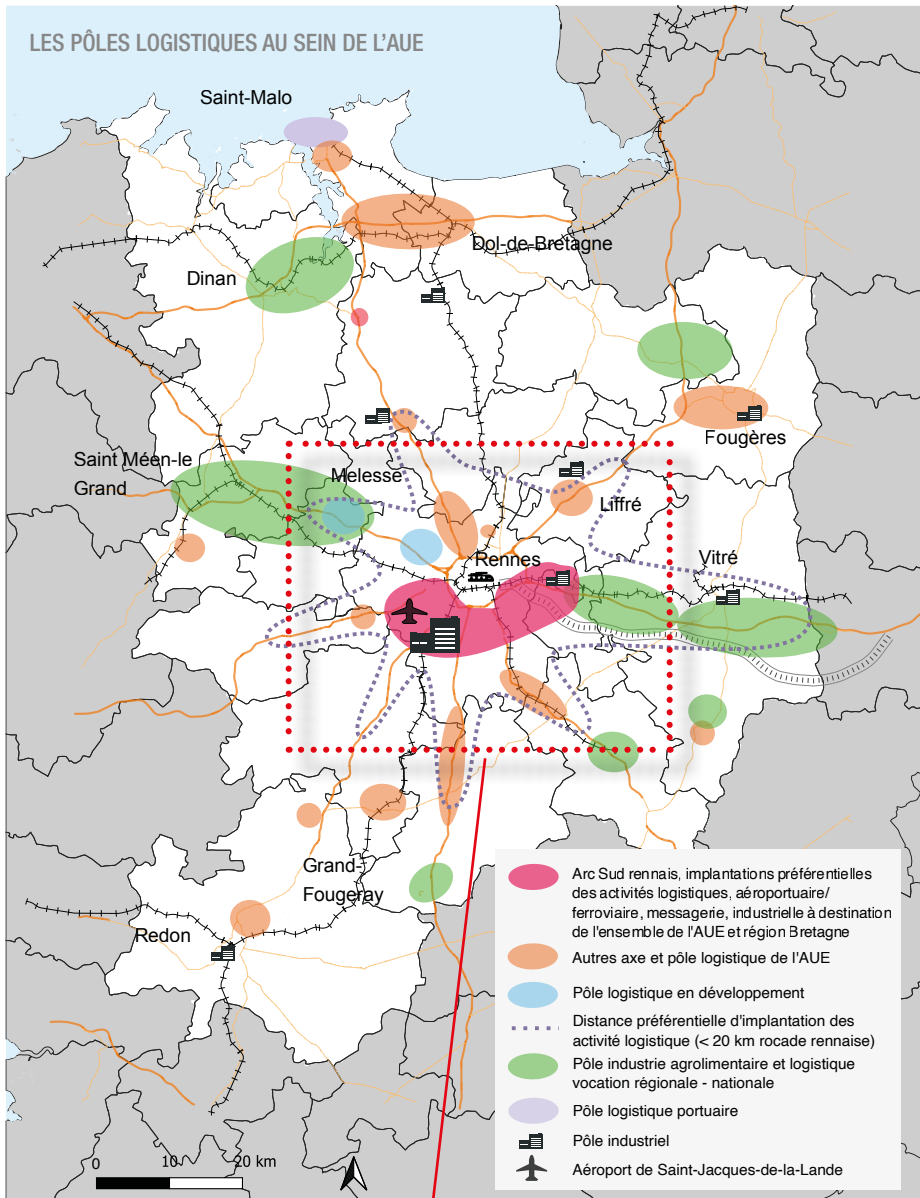 LES PÔLES LOGISTIQUES AU SEIN DE L'AUE
Saint-Malo
Dol-de-Bretagne
Dinan
Fougères
Saint Méen-le
Grand
Melesse
Liffré
Rennes
Vitré
Grand-
Fougeray
Redon
Arc Sud rennais, implantations préférentielles
des activités logistiques, aéroportuaire/
ferroviaire, messagerie, industrielle à destination
de l'ensemble de l'AUE et région Bretagne
Autres axe et pôle logistique de l'AUE
Pôle logistique en développement
Distance préférentielle d'implantation des
activité logistique (< 20 km rocade rennaise)
Pôle industrie agrolimentaire et logistique
vocation régionale - nationale
Pôle logistique portuaire
Pôle industriel
Aéroport de Saint-Jacques-de-la-Lande
0 10 20 km